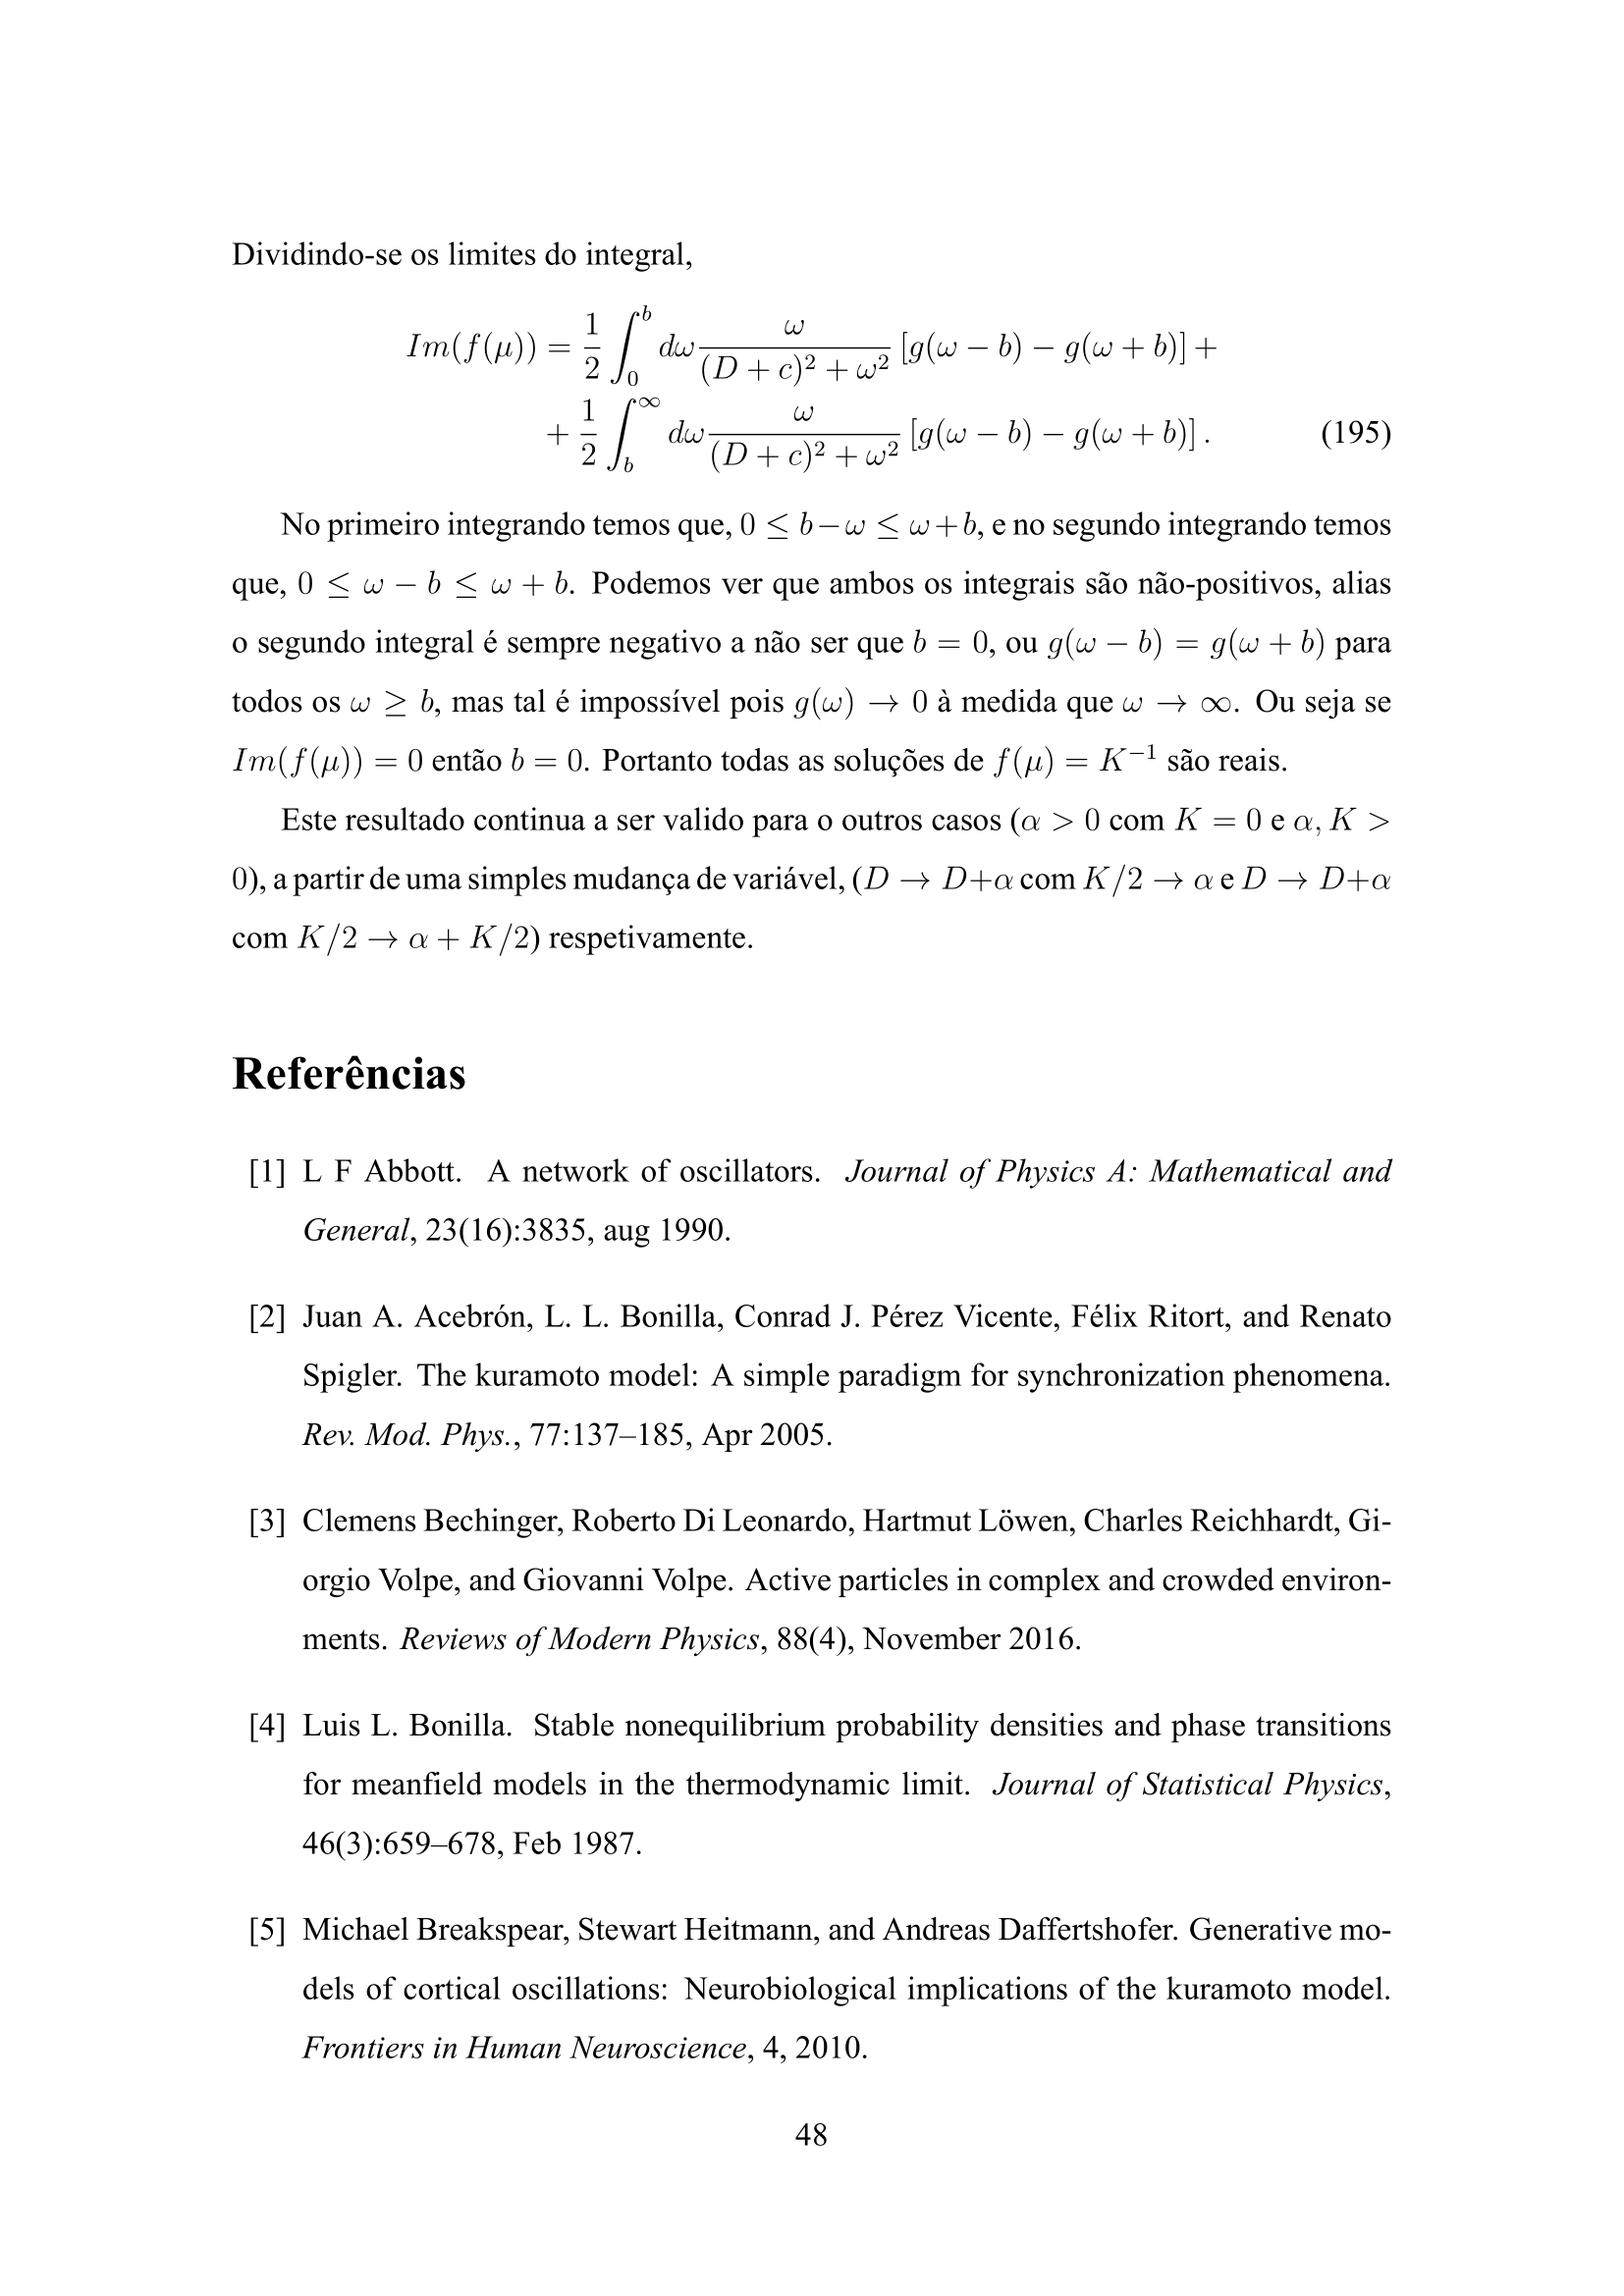 Dividindo-se os limites do integral,
$Im(f(\mu)) = \frac{1}{2} \int_0^b d\omega \frac{\omega}{(D + c)^2 + \omega^2} [g(\omega - b) - g(\omega + b)] +$
$+ \frac{1}{2} \int_b^\infty d\omega \frac{\omega}{(D + c)^2 + \omega^2} [g(\omega - b) - g(\omega + b)] .$ (195)
No primeiro integrando temos que, $0 \leq b - \omega \leq \omega + b$, e no segundo integrando temos
que, $0 \leq \omega - b \leq \omega + b$. Podemos ver que ambos os integrais são não-positivos, alias
o segundo integral é sempre negativo a não ser que $b = 0$, ou $g(\omega - b) = g(\omega + b)$ para
todos os $\omega \geq b$, mas tal é impossível pois $g(\omega) \to 0$ à medida que $\omega \to \infty$. Ou seja se
$Im(f(\mu)) = 0$ então $b = 0$. Portanto todas as soluções de $f(\mu) = K^{-1}$ são reais.
Este resultado continua a ser valido para o outros casos ($\alpha > 0$ com $K = 0$ e $\alpha, K >$
$0$), a partir de uma simples mudança de variável, ($D \to D+\alpha$ com $K/2 \to \alpha$ e $D \to D+\alpha$
com $K/2 \to \alpha + K/2$) respetivamente.
Referências
[1] L F Abbott. A network of oscillators. Journal of Physics A: Mathematical and
General, 23(16):3835, aug 1990.
[2] Juan A. Acebrón, L. L. Bonilla, Conrad J. Pérez Vicente, Félix Ritort, and Renato
Spigler. The kuramoto model: A simple paradigm for synchronization phenomena.
Rev. Mod. Phys., 77:137–185, Apr 2005.
[3] Clemens Bechinger, Roberto Di Leonardo, Hartmut Löwen, Charles Reichhardt, Gi-
orgio Volpe, and Giovanni Volpe. Active particles in complex and crowded environ-
ments. Reviews of Modern Physics, 88(4), November 2016.
[4] Luis L. Bonilla. Stable nonequilibrium probability densities and phase transitions
for meanfield models in the thermodynamic limit. Journal of Statistical Physics,
46(3):659–678, Feb 1987.
[5] Michael Breakspear, Stewart Heitmann, and Andreas Daffertshofer. Generative mo-
dels of cortical oscillations: Neurobiological implications of the kuramoto model.
Frontiers in Human Neuroscience, 4, 2010.
48